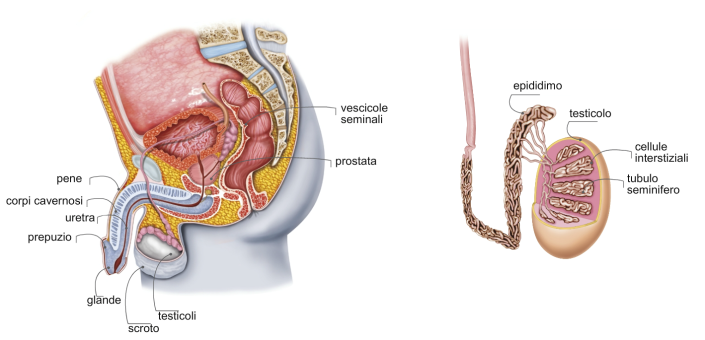 vescicole
seminali
prostata
pene
corpi cavernosi
uretra
prepuzio
glande
scroto
testicoli
epididimo
testicolo
cellule
interstiziali
tubulo
seminifero